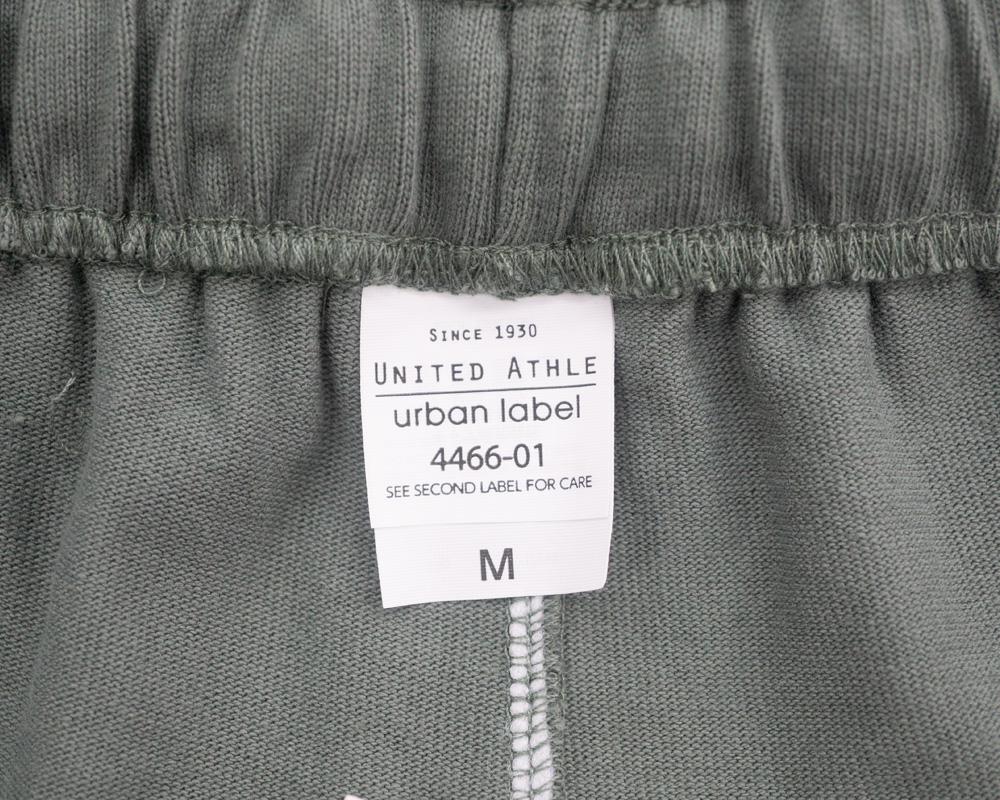 SINCE 1930
UNITED ATHLE
urban label
4466-01
SEE SECOND LABEL FOR CARE
M